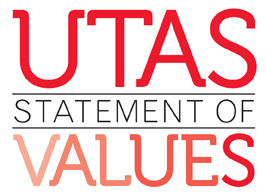 UTAS
STATEMENT OF
VALUES